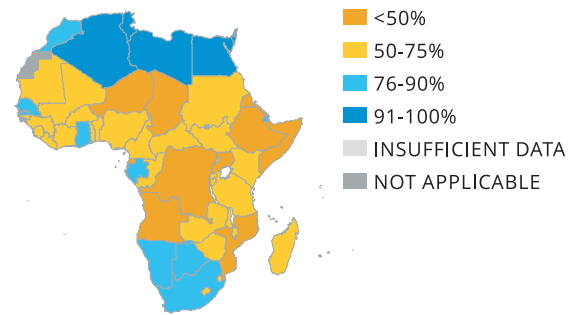 <50%
50-75%
76-90%
91-100%
INSUFFICIENT DATA
NOT APPLICABLE